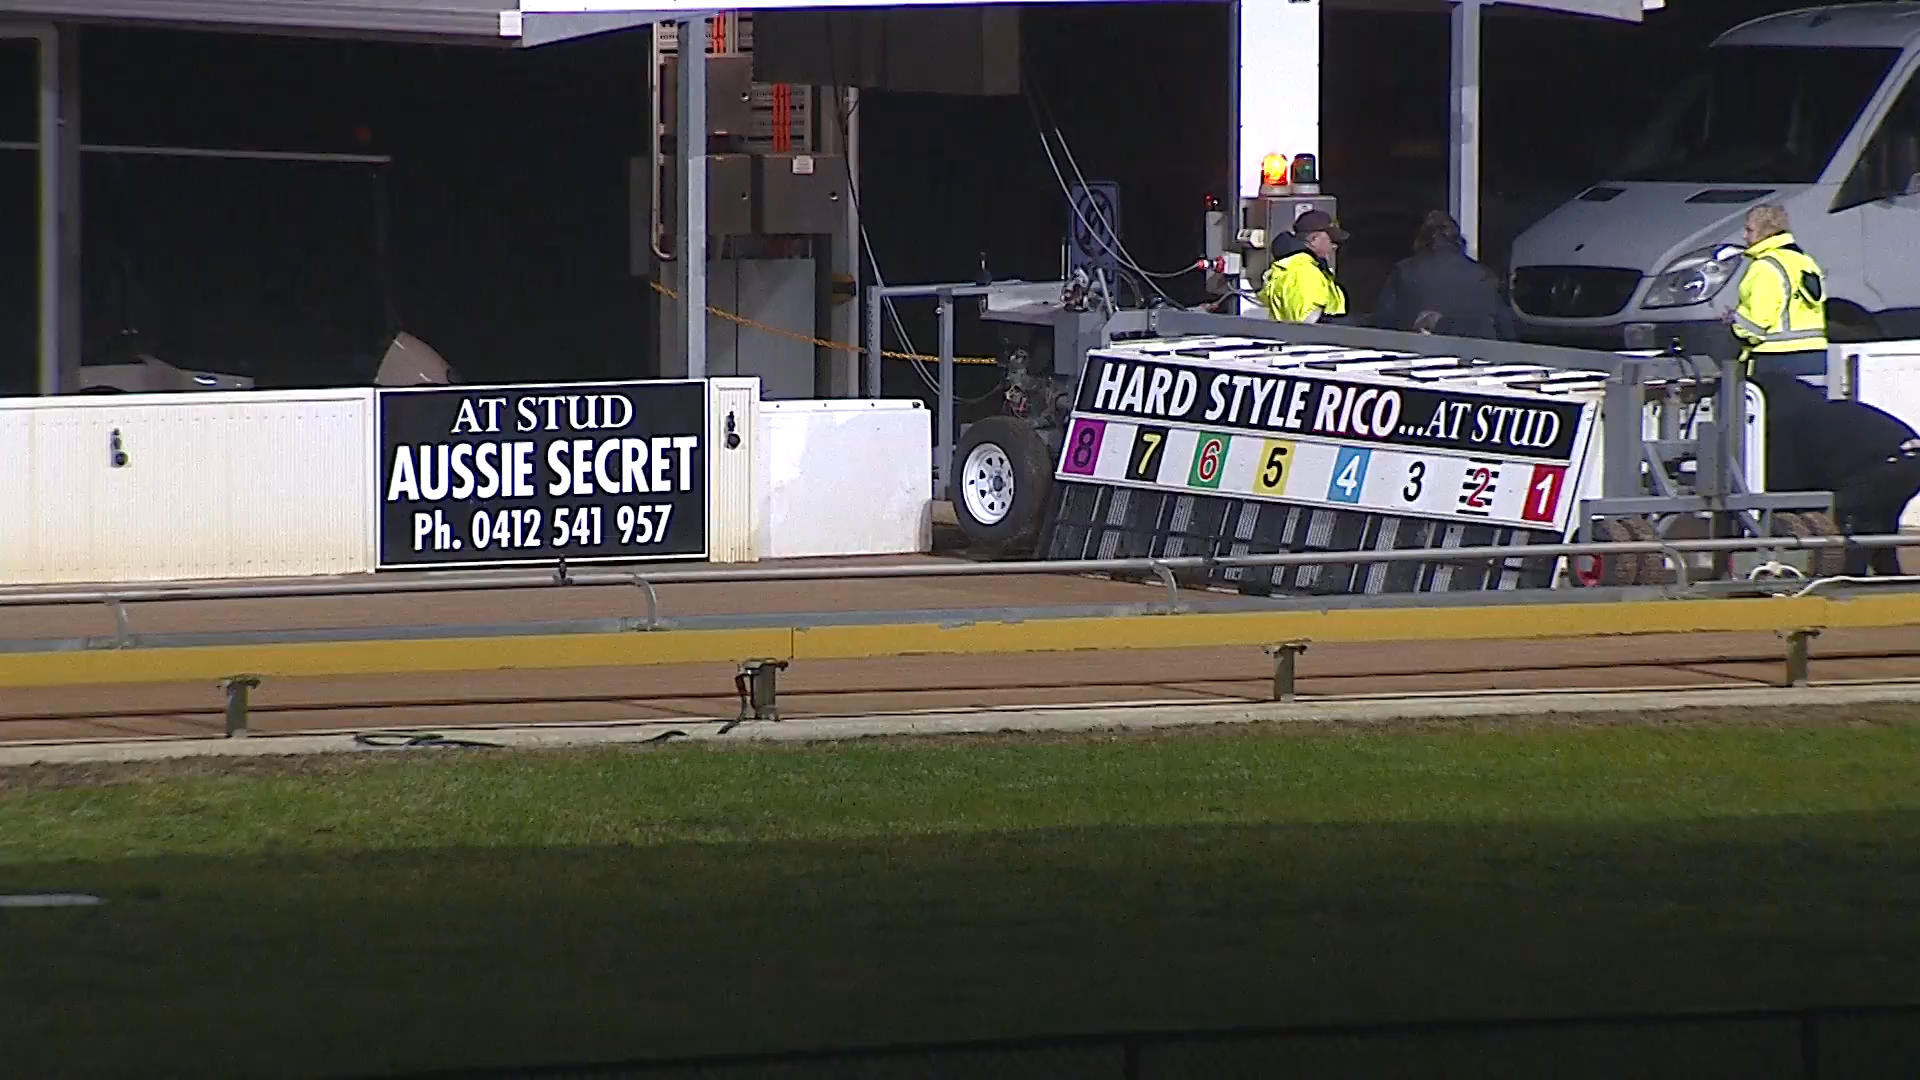 AT STUD
AUSSIE SECRET
Ph. 0412 541 957
HARD STYLE RICO...AT STUD
8 7 6 5 4 3 2 1